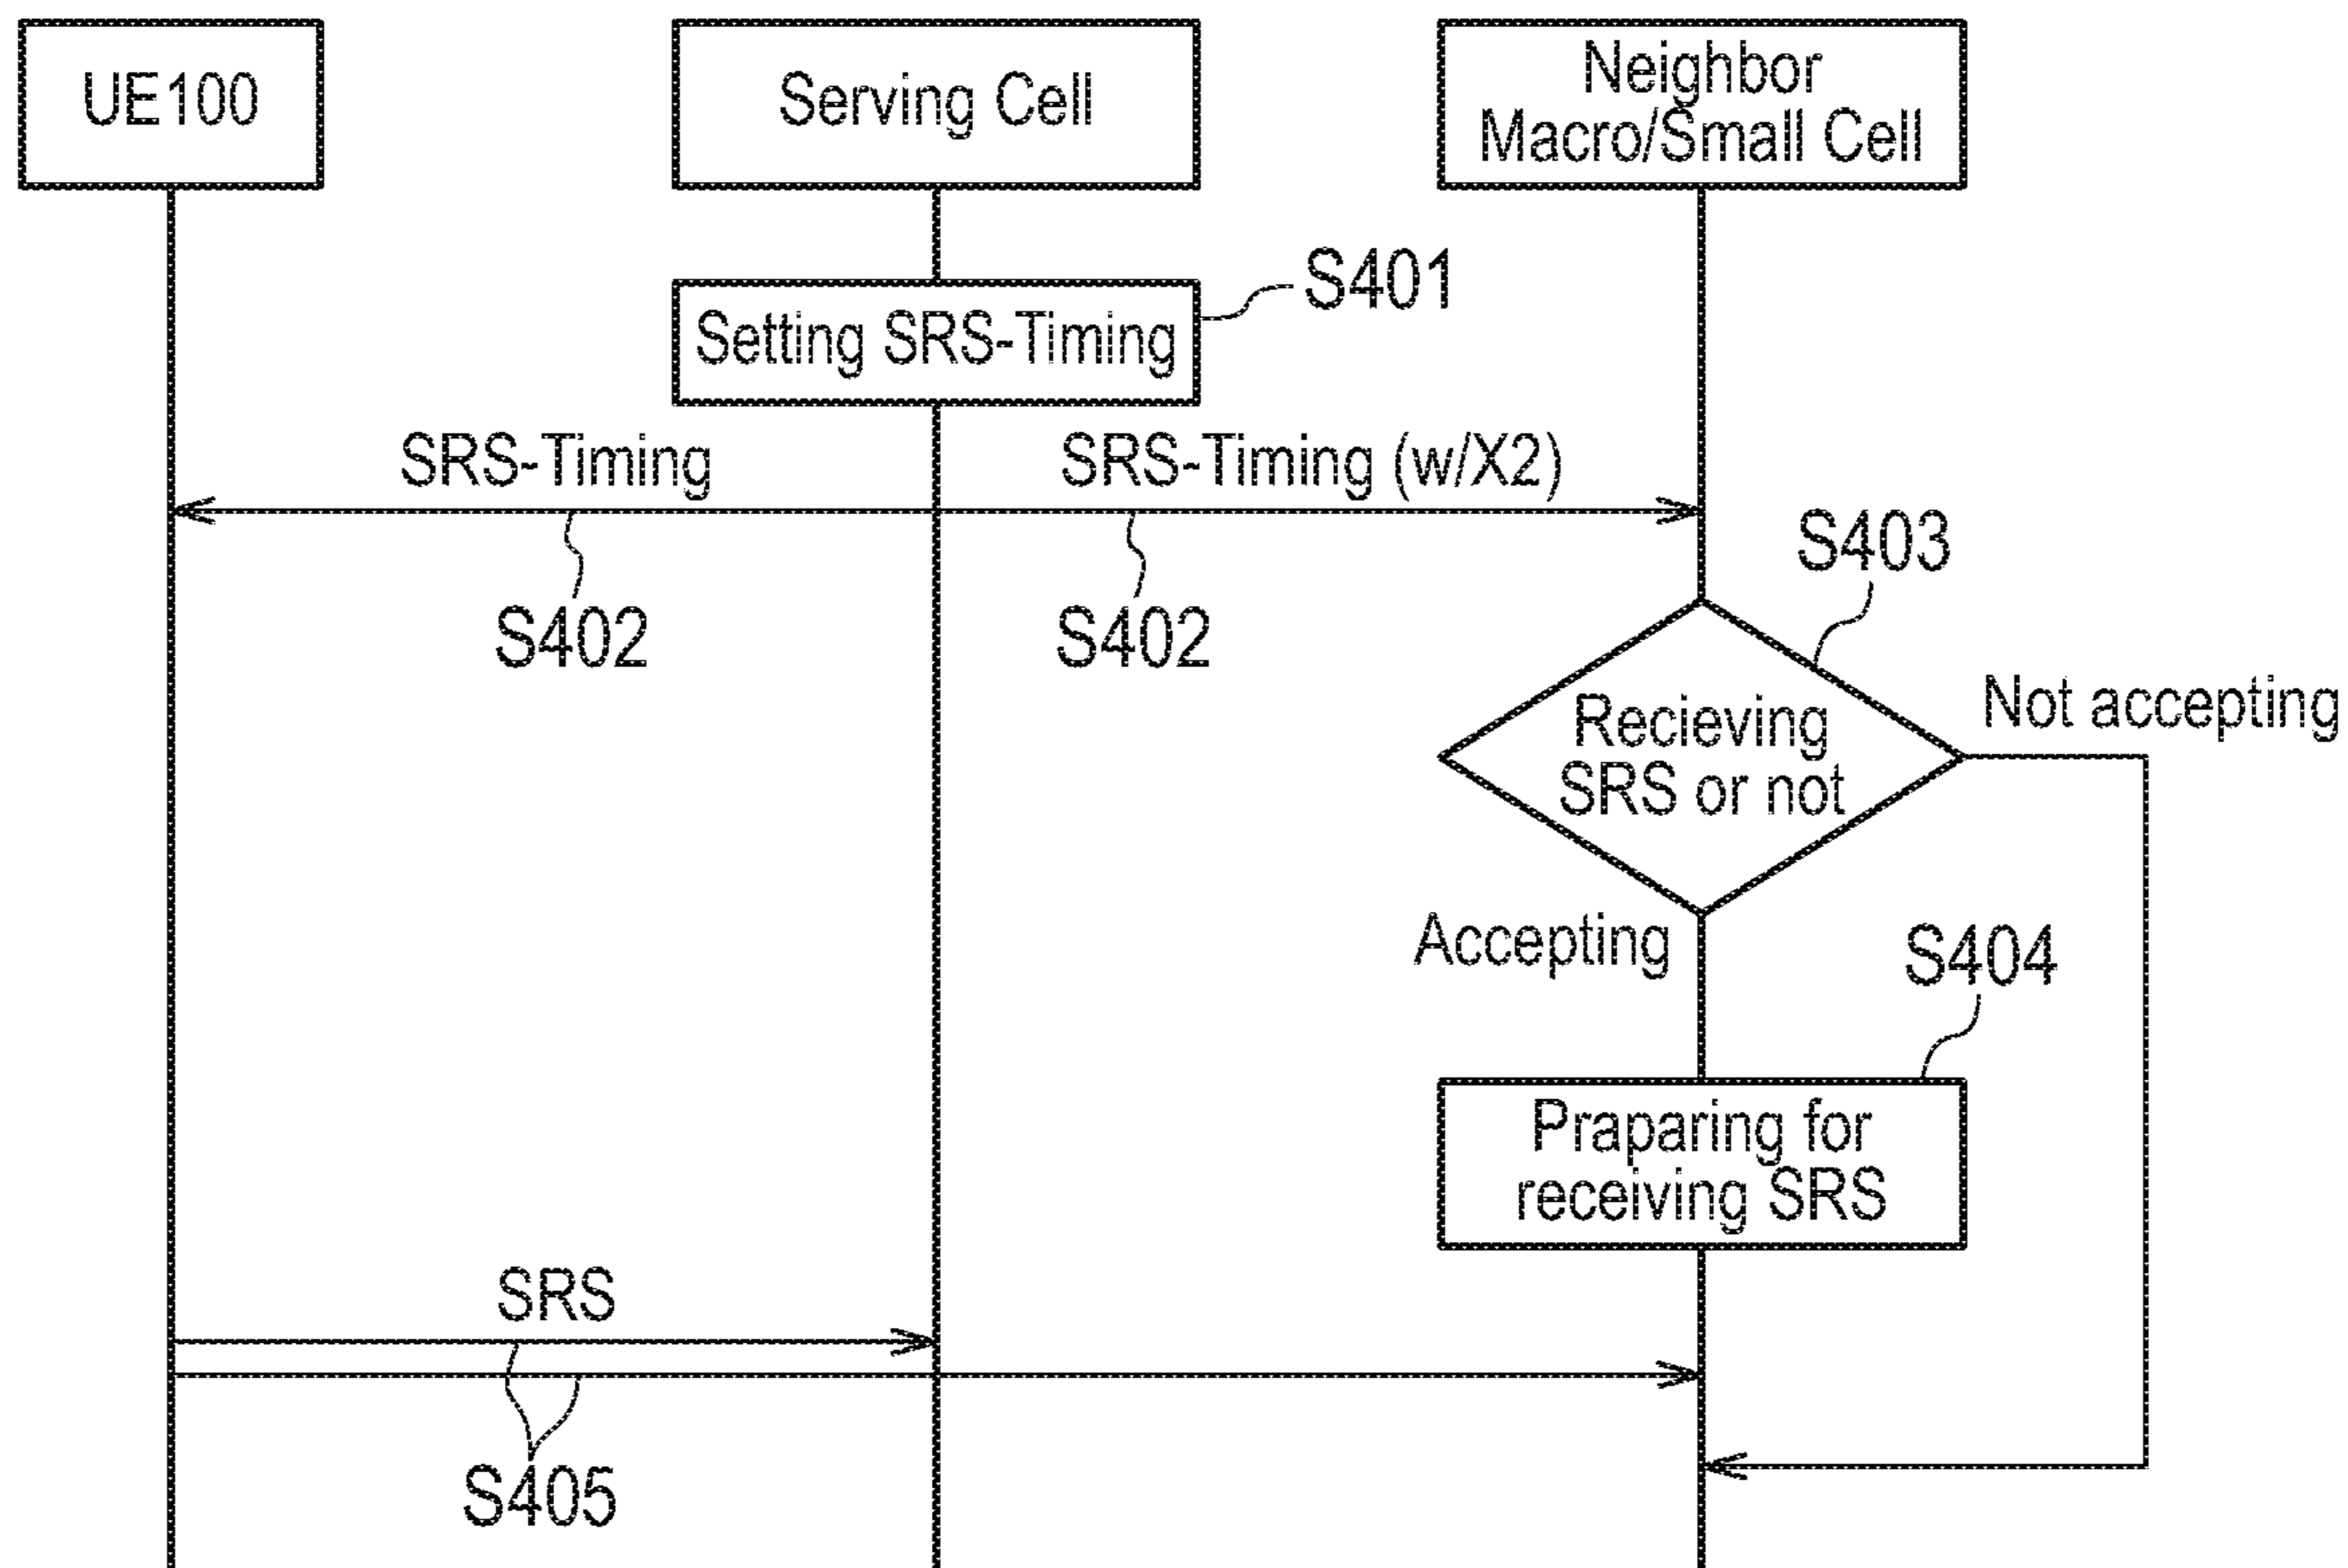 UE100
Serving Cell
Neighbor
Macro/Small Cell
S401
Setting SRS-Timing
SRS-Timing
SRS-Timing (w/X2)
S402
S402
S403
Recieving
SRS or not
Not accepting
Accepting
S404
Praparing for
receiving SRS
SRS
S405